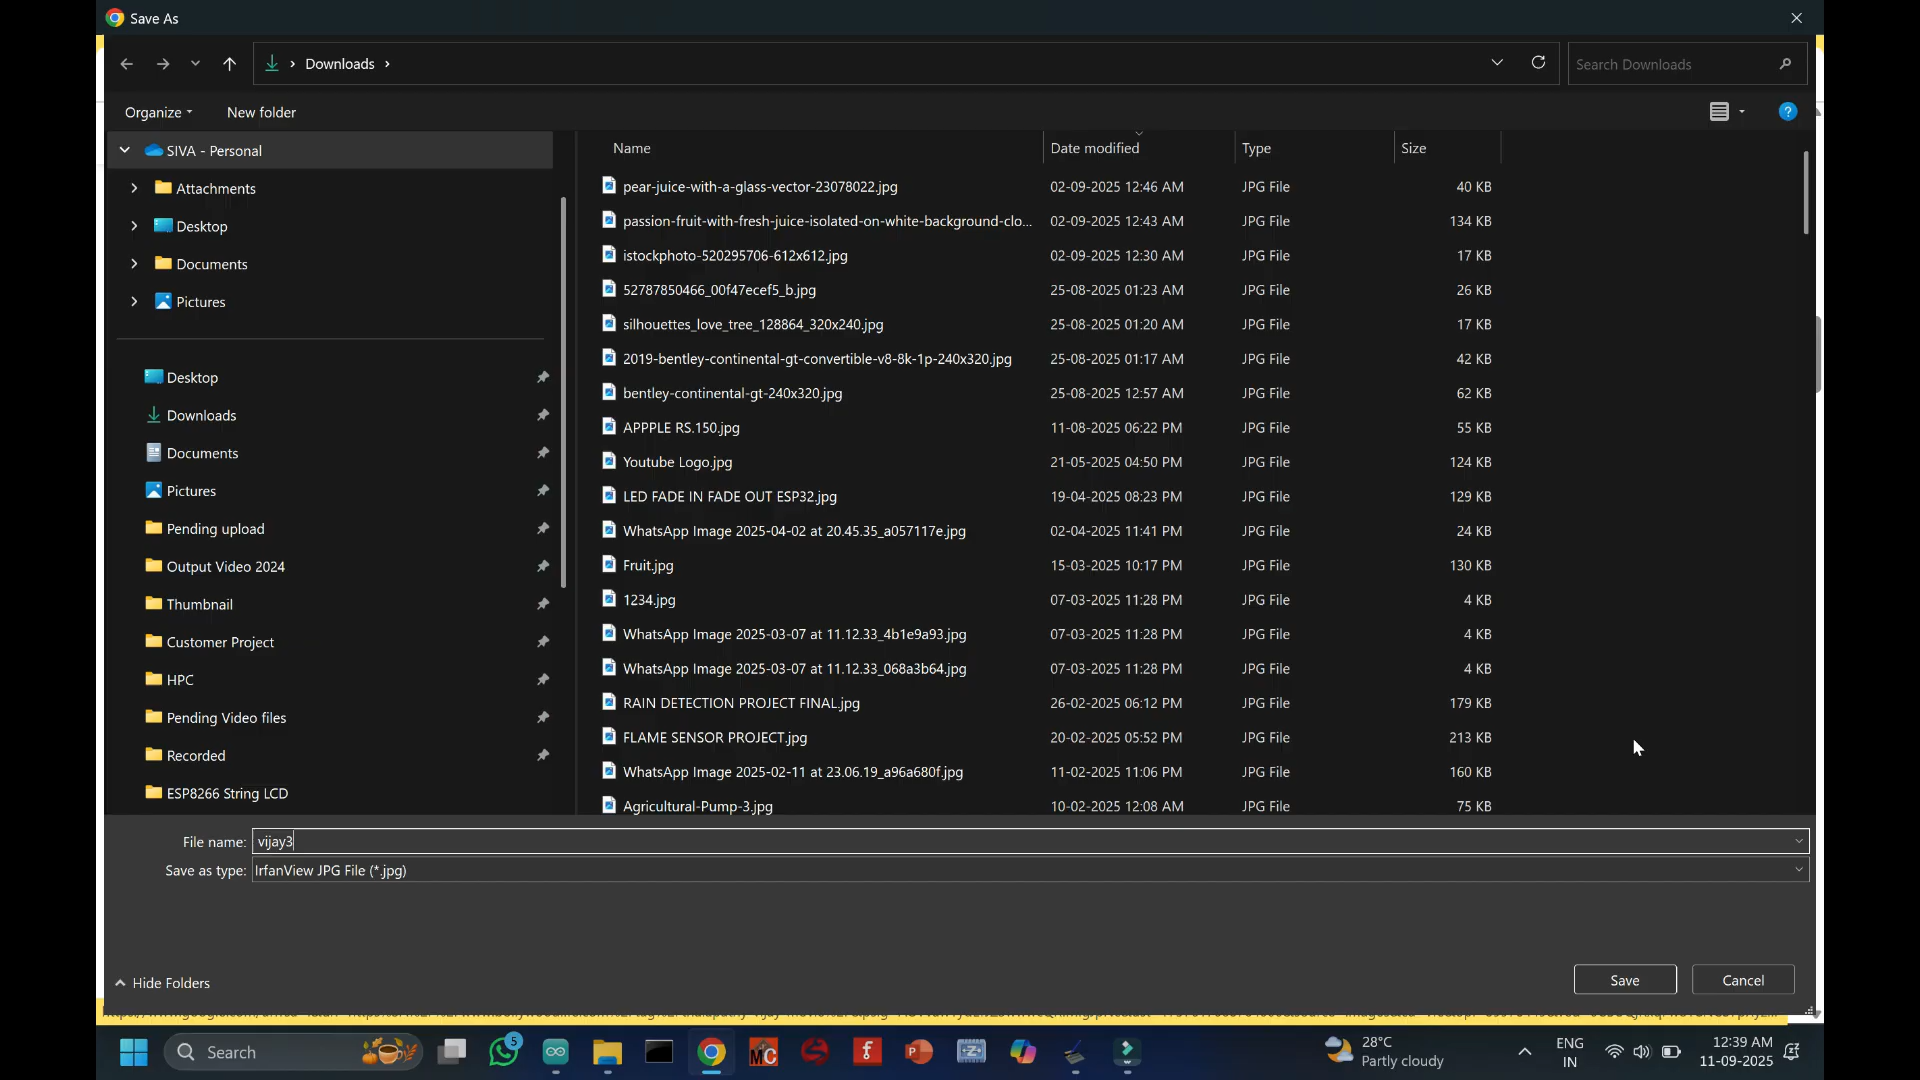 Save As
Downloads
Search Downloads
Organize
New folder
?
Name
Date modified
Type
Size
SIVA - Personal
Attachments
Desktop
Documents
Pictures
Desktop
Downloads
Documents
Pictures
Pending upload
Output Video 2024
Thumbnail
Customer Project
HPC
Pending Video files
Recorded
ESP8266 String LCD
pear-juice-with-a-glass-vector-23078022.jpg 02-09-2025 12:46 AM JPG File 40 KB
passion-fruit-with-fresh-juice-isolated-on-white-background-clo... 02-09-2025 12:43 AM JPG File 134 KB
istockphoto-520295706-612x612.jpg 02-09-2025 12:30 AM JPG File 17 KB
52787850466_00f47ecef5_b.jpg 25-08-2025 01:23 AM JPG File 26 KB
silhouettes_love_tree_128864_320x240.jpg 25-08-2025 01:20 AM JPG File 17 KB
2019-bentley-continental-gt-convertible-v8-8k-1p-240x320.jpg 25-08-2025 01:17 AM JPG File 42 KB
bentley-continental-gt-240x320.jpg 25-08-2025 12:57 AM JPG File 62 KB
APPPLE RS.150.jpg 11-08-2025 06:22 PM JPG File 55 KB
Youtube Logo.jpg 21-05-2025 04:50 PM JPG File 124 KB
LED FADE IN FADE OUT ESP32.jpg 19-04-2025 08:23 PM JPG File 129 KB
WhatsApp Image 2025-04-02 at 20.45.35_a057117e.jpg 02-04-2025 11:41 PM JPG File 24 KB
Fruit.jpg 15-03-2025 10:17 PM JPG File 130 KB
1234.jpg 07-03-2025 11:28 PM JPG File 4 KB
WhatsApp Image 2025-03-07 at 11.12.33_4b1e9a93.jpg 07-03-2025 11:28 PM JPG File 4 KB
WhatsApp Image 2025-03-07 at 11.12.33_068a3b64.jpg 07-03-2025 11:28 PM JPG File 4 KB
RAIN DETECTION PROJECT FINAL.jpg 26-02-2025 06:12 PM JPG File 179 KB
FLAME SENSOR PROJECT.jpg 20-02-2025 05:52 PM JPG File 213 KB
WhatsApp Image 2025-02-11 at 23.06.19_a96a680f.jpg 11-02-2025 11:06 PM JPG File 160 KB
Agricultural-Pump-3.jpg 10-02-2025 12:08 AM JPG File 75 KB
File name: vijay3
Save as type: IrfanView JPG File (*.jpg)
Hide Folders
Save
Cancel
Search
5
MC
f
P
28°C
Partly cloudy
ENG
IN
12:39 AM
11-09-2025